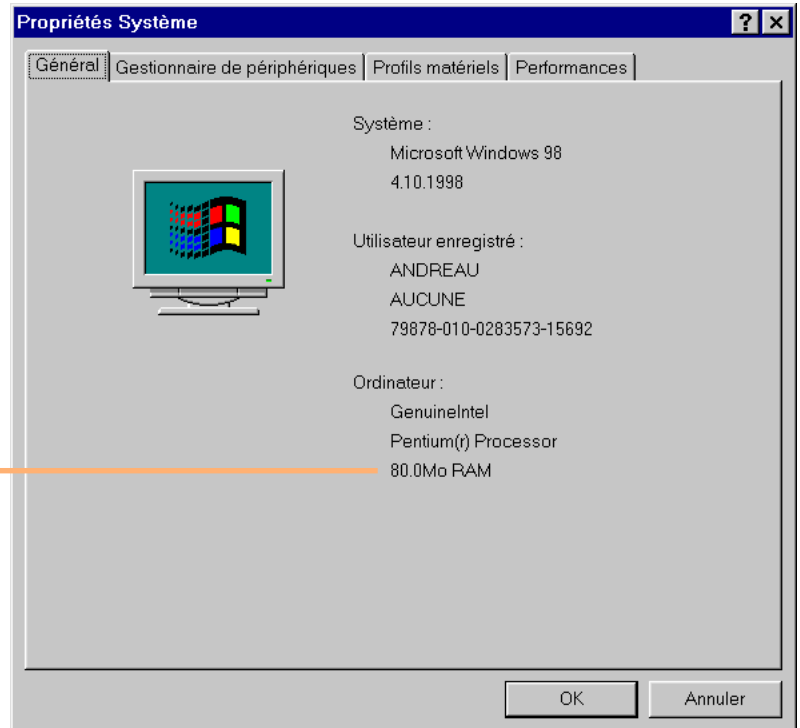 Propriétés Système
Général Gestionnaire de périphériques Profils matériels Performances
Système :
Microsoft Windows 98
4.10.1998
Utilisateur enregistré :
ANDREAU
AUCUNE
79878-010-0283573-15692
Ordinateur :
GenuineIntel
Pentium(r) Processor
80.0Mo RAM
OK Annuler